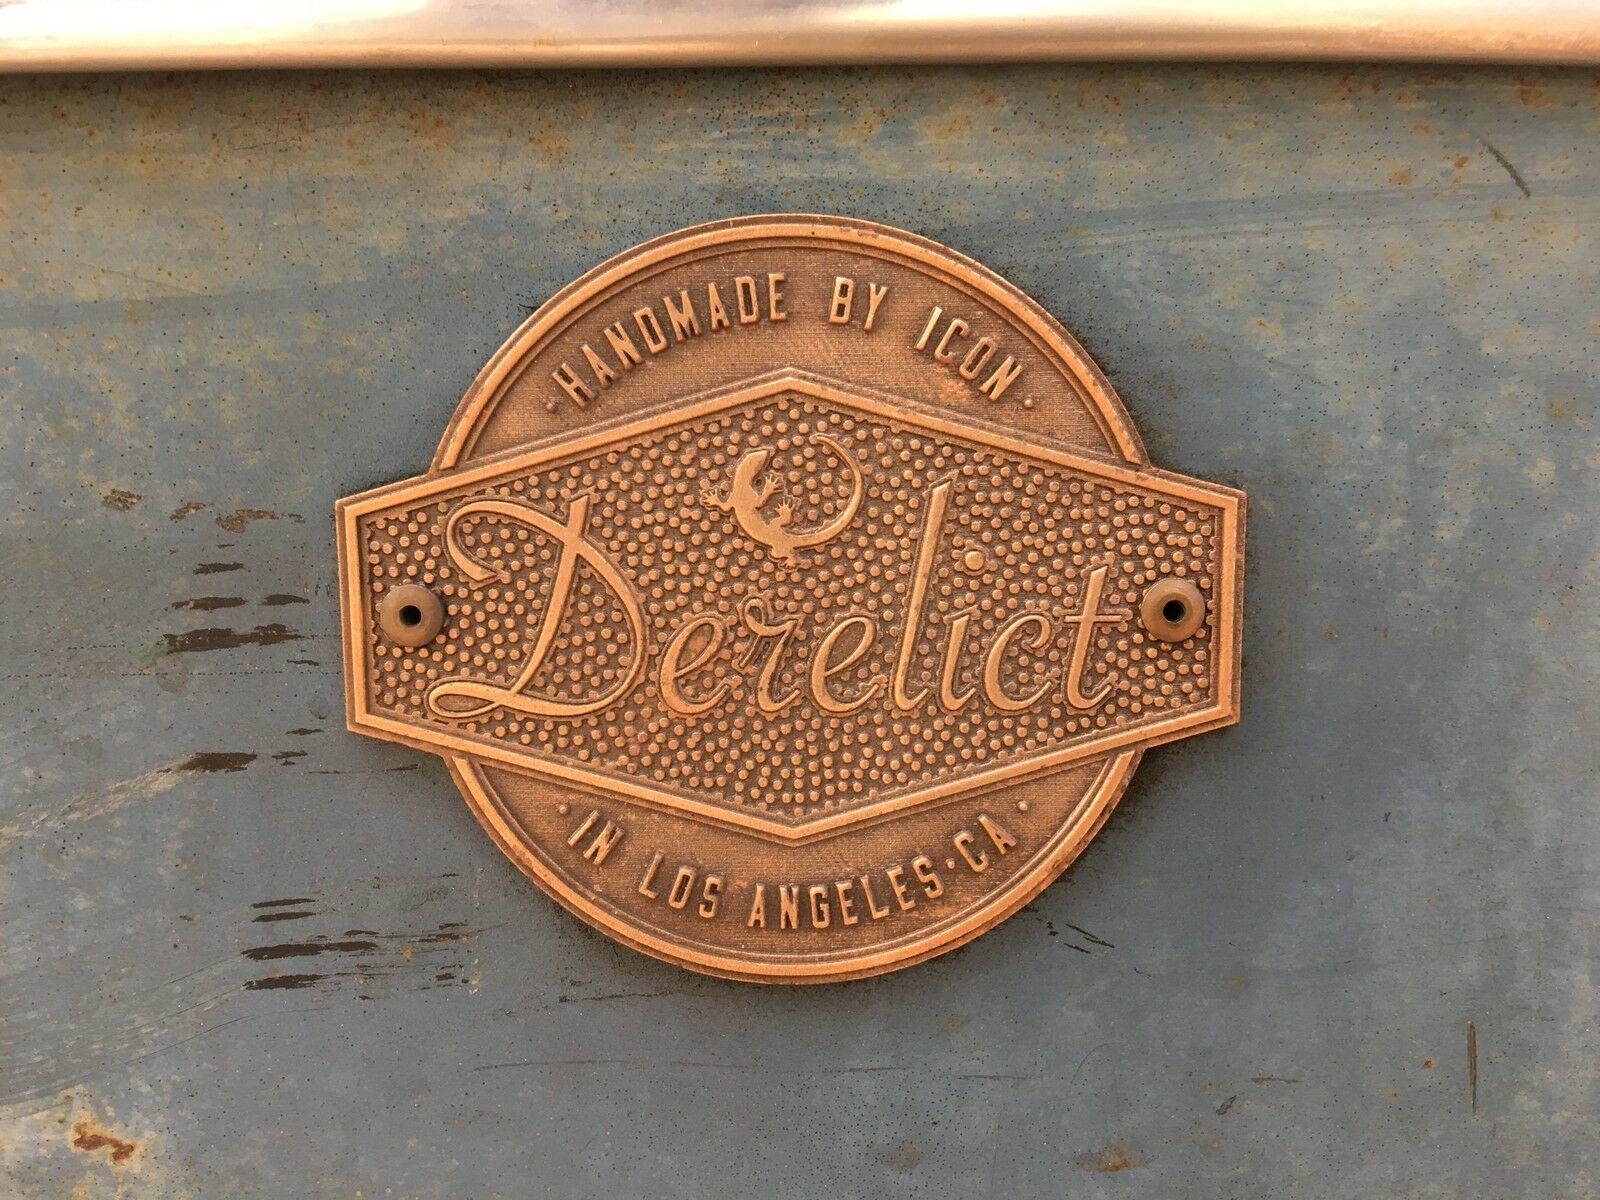 ·HANDMADE BY ICON·
Derelict
·IN LOS ANGELES·CA·